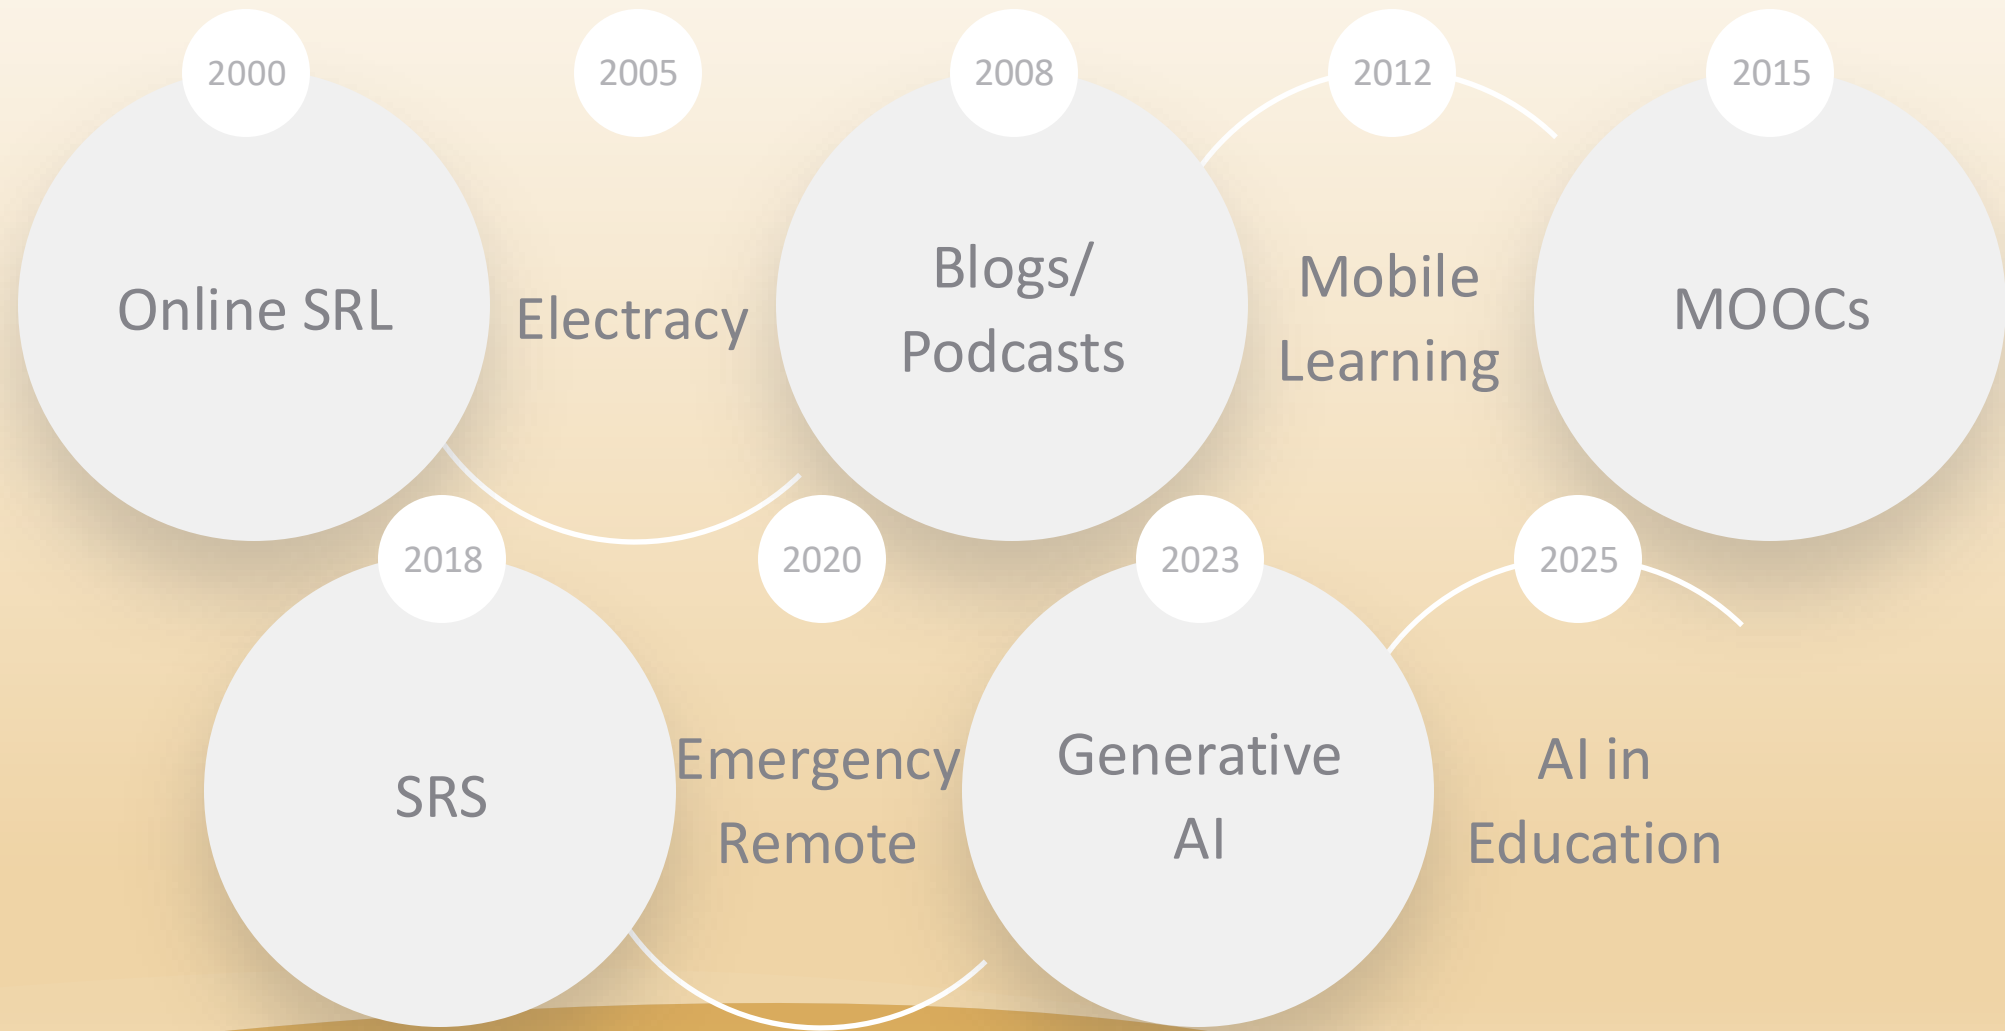 2000
Online SRL
2005
Electracy
2008
Blogs/
Podcasts
2012
Mobile
Learning
2015
MOOCs
2018
SRS
2020
Emergency
Remote
2023
Generative
AI
2025
AI in
Education